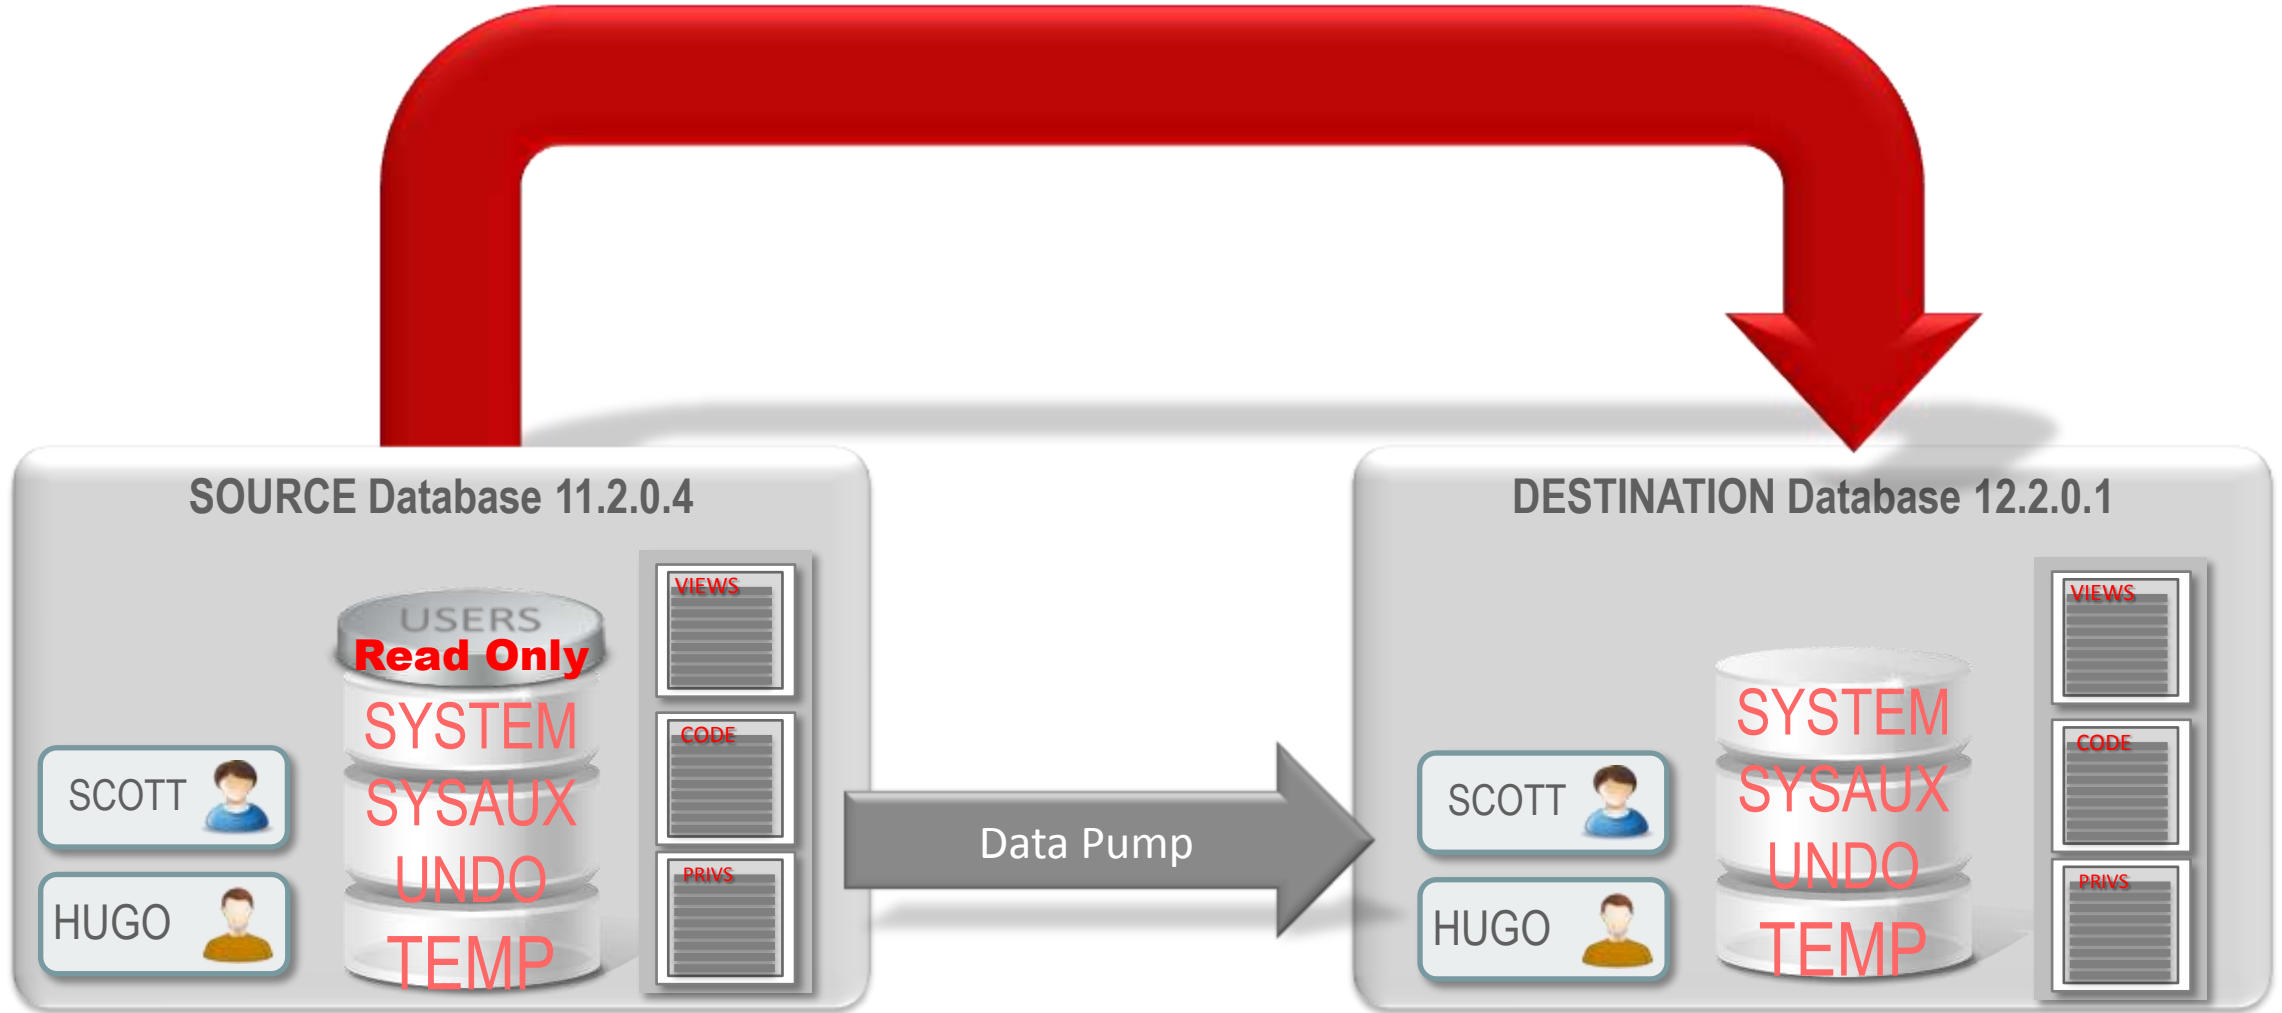 SOURCE Database 11.2.0.4
USERS
Read Only
SYSTEM
SYSAUX
UNDO
TEMP
SCOTT
HUGO
VIEWS
CODE
PRIVS
Data Pump
DESTINATION Database 12.2.0.1
SCOTT
HUGO
SYSTEM
SYSAUX
UNDO
TEMP
VIEWS
CODE
PRIVS